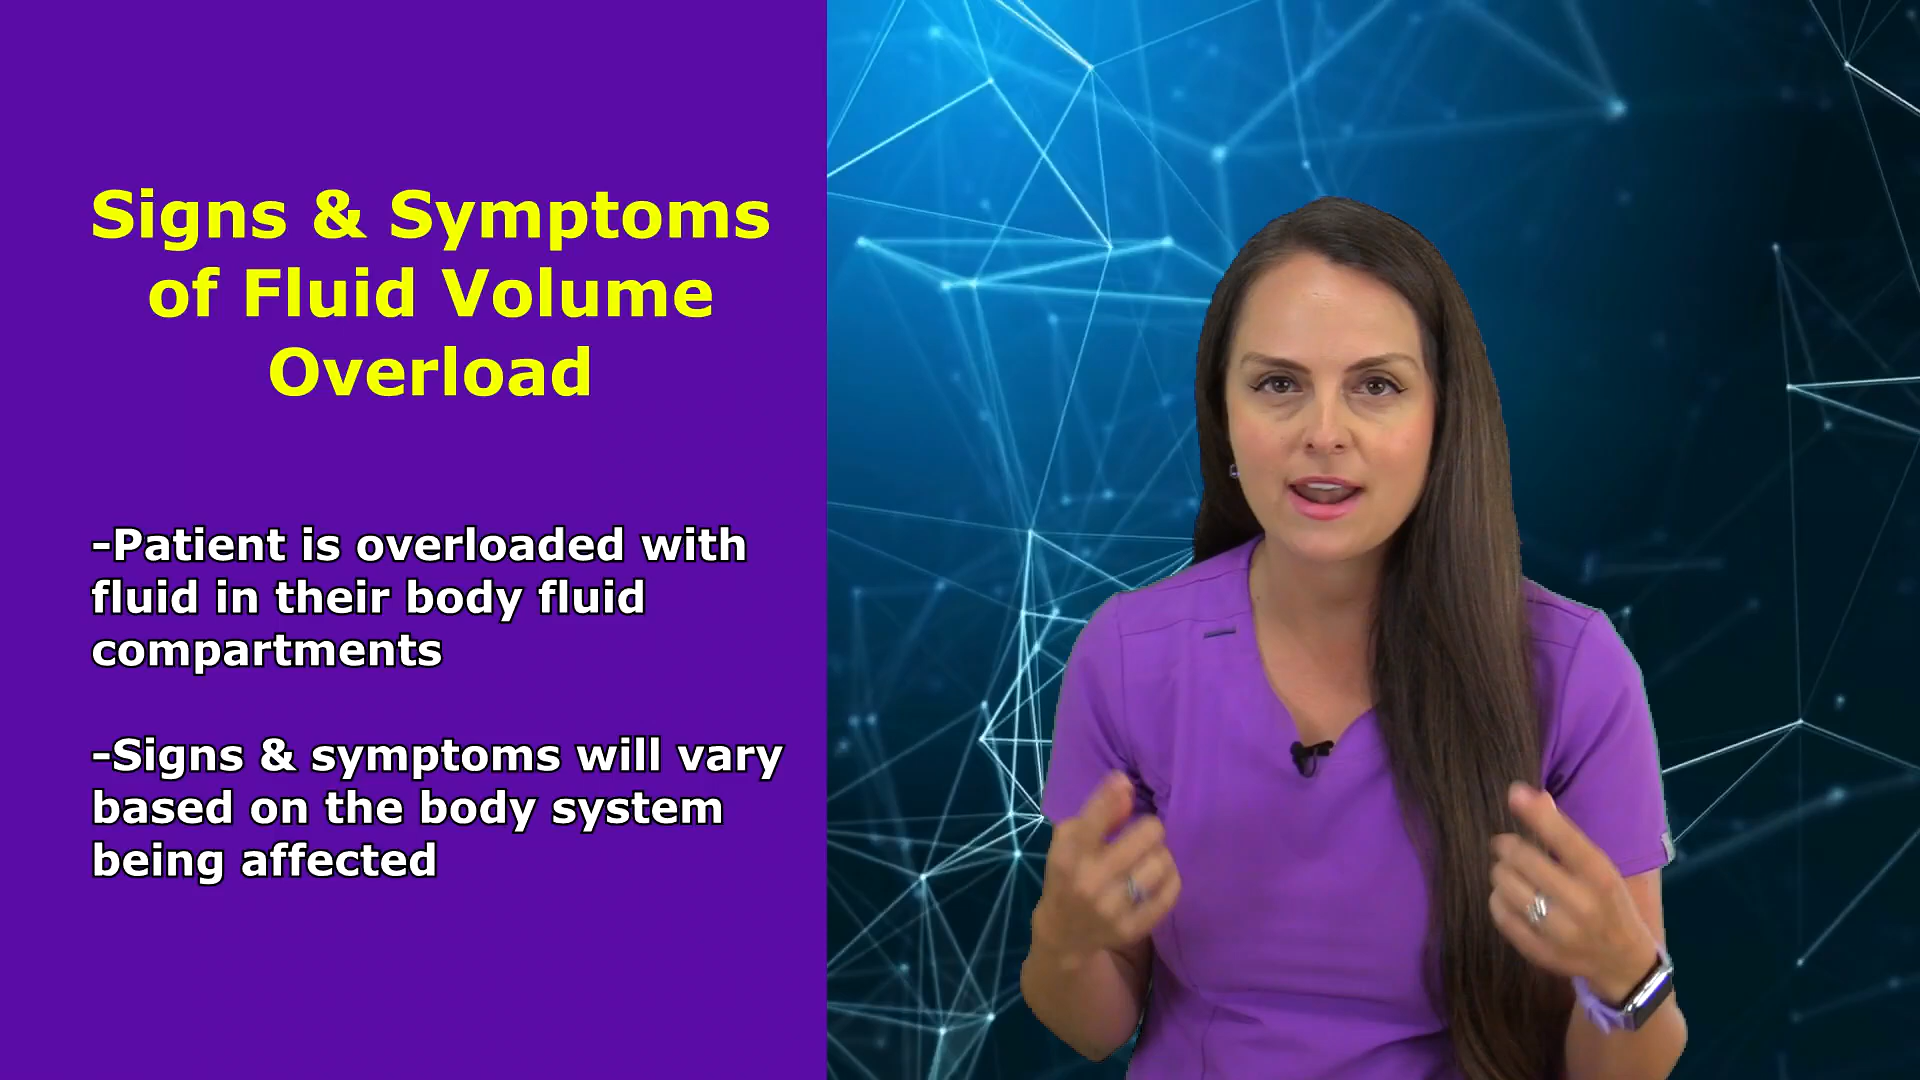 Signs & Symptoms
of Fluid Volume
Overload
-Patient is overloaded with
fluid in their body fluid
compartments
-Signs & symptoms will vary
based on the body system
being affected